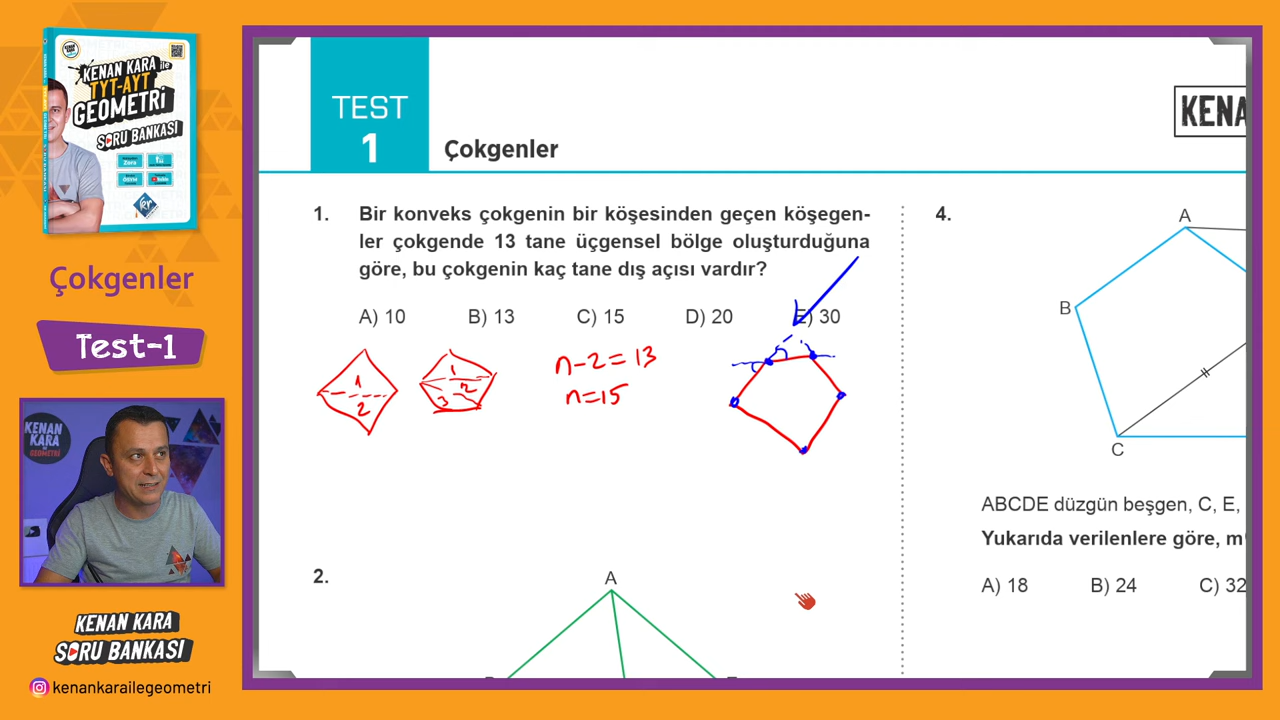 KENAN KARA ile
TYT-AYT
GEOMETRİ
SORU BANKASI
Çokgenler
Test-1
KENAN
KARA
GEOMETRİ
KENAN KARA
SORU BANKASI
kenankarailegeometri
TEST
1
Çokgenler
KENA
1. Bir konveks çokgenin bir köşesinden geçen köşegen-
ler çokgende 13 tane üçgensel bölge oluşturduğuna
göre, bu çokgenin kaç tane dış açısı vardır?
A) 10 B) 13 C) 15 D) 20 E) 30
1
2
1
2
3
n-2=13
n=15
2.
A
4.
A
B
C
ABCDE düzgün beşgen, C, E,
Yukarıda verilenlere göre, m
A) 18 B) 24 C) 32